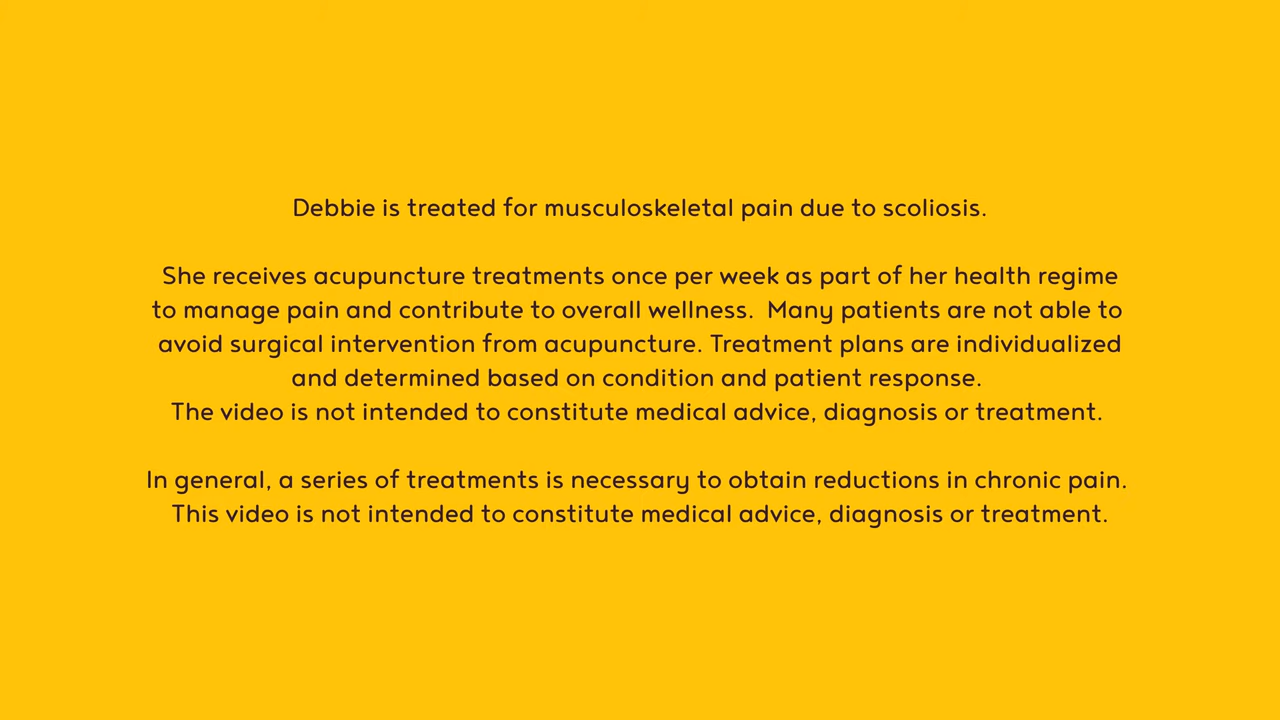 Debbie is treated for musculoskeletal pain due to scoliosis.
She receives acupuncture treatments once per week as part of her health regime
to manage pain and contribute to overall wellness.  Many patients are not able to
avoid surgical intervention from acupuncture. Treatment plans are individualized
and determined based on condition and patient response.
The video is not intended to constitute medical advice, diagnosis or treatment.
In general, a series of treatments is necessary to obtain reductions in chronic pain.
This video is not intended to constitute medical advice, diagnosis or treatment.